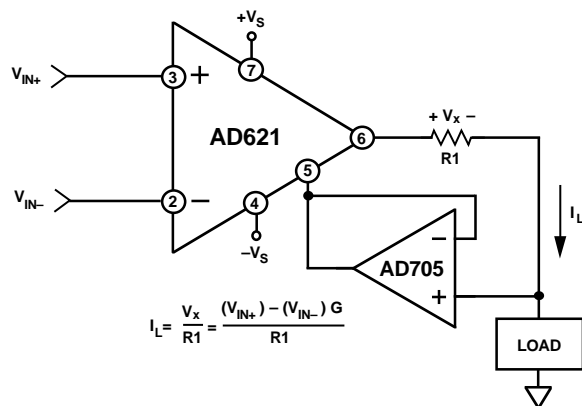 +VS
VIN+
3
+
7
+ Vx –
AD621
6
R1
5
VIN–
2
–
4
–VS
–
AD705
+
IL
IL = Vx / R1 = (VIN+) – (VIN–) G / R1
LOAD